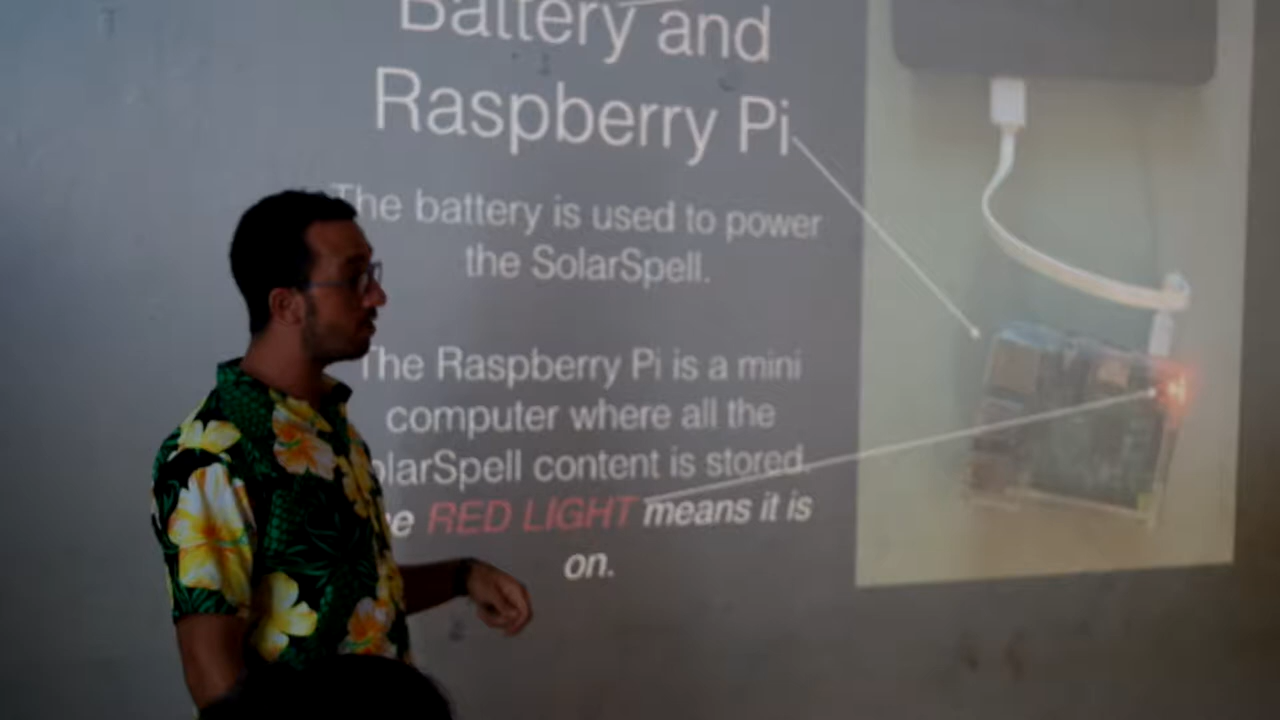 Battery and
Raspberry Pi
The battery is used to power
the SolarSpell.
The Raspberry Pi is a mini
computer where all the
olarSpell content is stored.
RED LIGHT means it is
on.